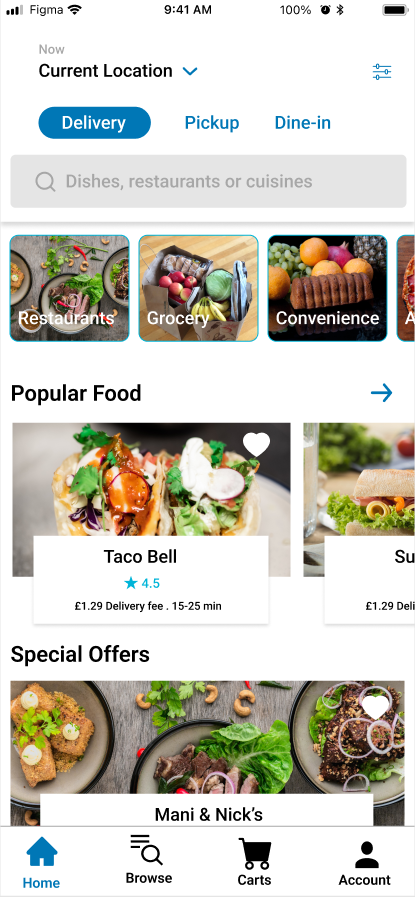 Figma 9:41 AM 100%
Now
Current Location
Delivery Pickup Dine-in
Dishes, restaurants or cuisines
Restaurants Grocery Convenience A
Popular Food
Taco Bell Su
4.5
£1.29 Delivery fee . 15-25 min £1.29 Deli
Special Offers
Mani & Nick's
Home Browse Carts Account